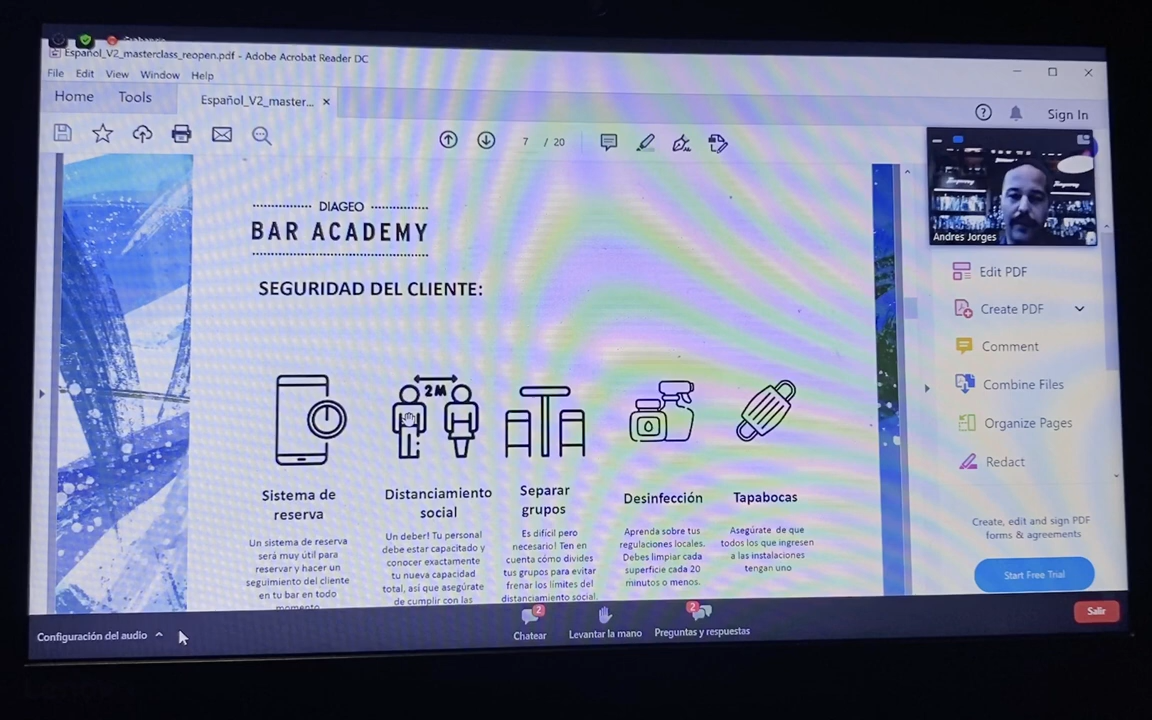 Español_V2_masterclass_reopen.pdf - Adobe Acrobat Reader DC
File Edit View Window Help
Home Tools Español_V2_master... ×
Sign In
7 / 20
Andres Jorges
DIAGEO
BAR ACADEMY
SEGURIDAD DEL CLIENTE:
2M
Sistema de
reserva
Un sistema de reserva
será muy útil para
reservar y hacer un
seguimiento del cliente
en tu bar en todo
momento
Distanciamiento
social
Un deber! Tu personal
debe estar capacitado y
conocer exactamente
tu nueva capacidad
total, así que asegúrate
de cumplir con las
Separar
grupos
Es difícil pero
necesario! Ten en
cuenta cómo divides
tus grupos para evitar
frenar los límites del
distanciamiento social.
Desinfección
Aprenda sobre tus
regulaciones locales.
Debes limpiar cada
superficie cada 20
minutos o menos.
Tapabocas
Asegúrate de que
todos los que ingresen
a las instalaciones
tengan uno
Edit PDF
Create PDF
Comment
Combine Files
Organize Pages
Redact
Create, edit and sign PDF
forms & agreements
Start Free Trial
Configuración del audio
2
Chatear
Levantar la mano
2
Preguntas y respuestas
Salir